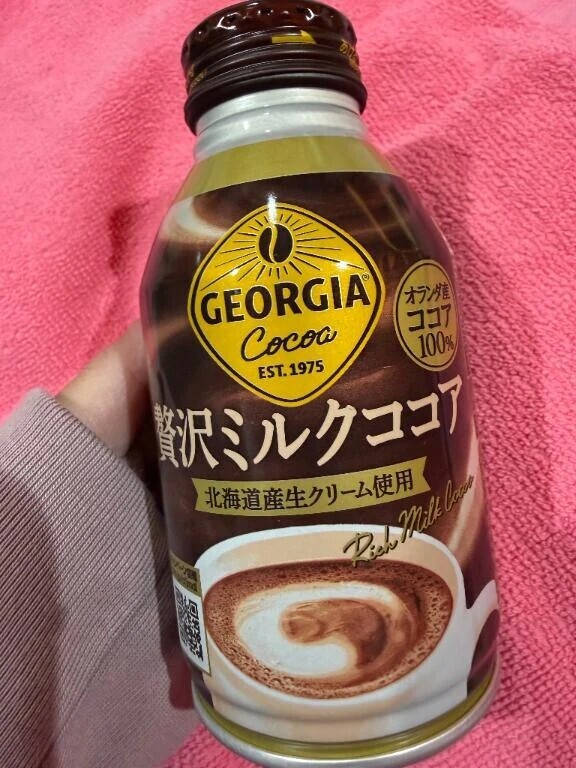 GEORGIA
Cocoa
EST. 1975
オランダ産
ココア
100%
贅沢ミルクココア
北海道産生クリーム使用
Rich Milk Cocoa